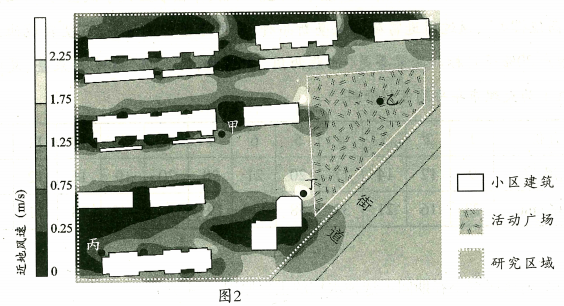 2.25
1.75
1.25
0.75
0.25
0
近地风速 (m/s)
甲
乙
丙
丁
街
道
小区建筑
活动广场
研究区域
图2